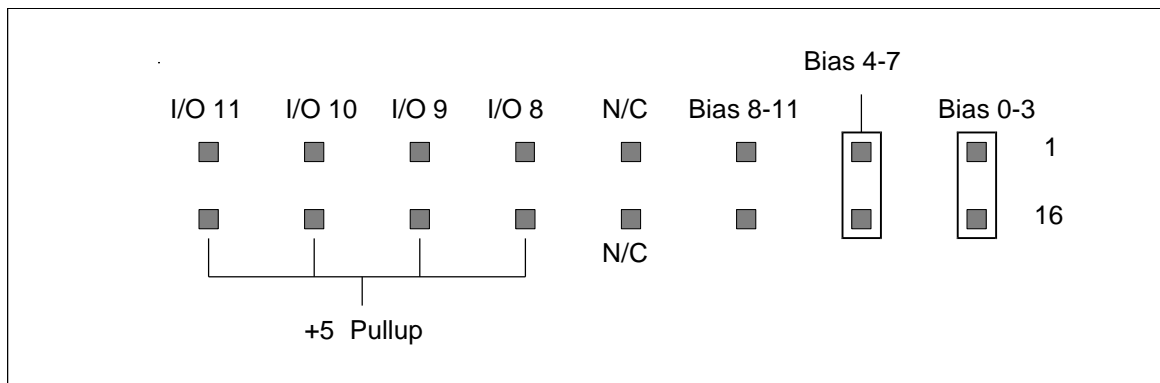 Bias 4-7
I/O 11 I/O 10 I/O 9 I/O 8 N/C Bias 8-11 Bias 0-3
1
16
N/C
+5 Pullup